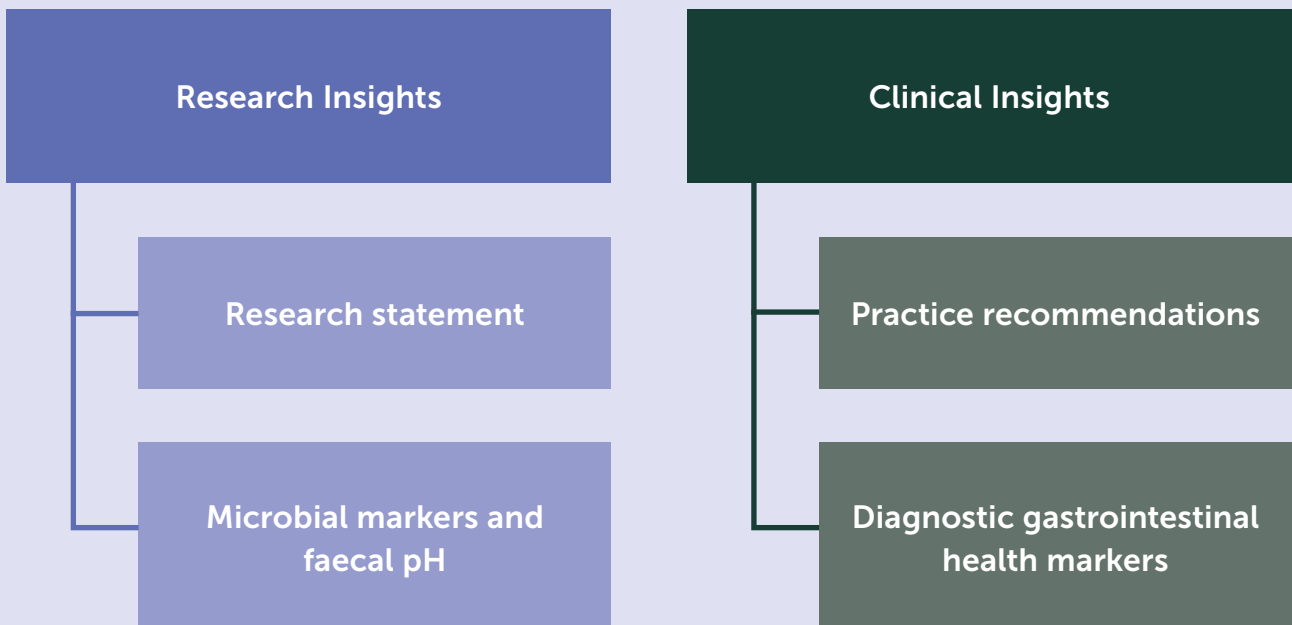 Research Insights
Research statement
Microbial markers and
faecal pH
Clinical Insights
Practice recommendations
Diagnostic gastrointestinal
health markers